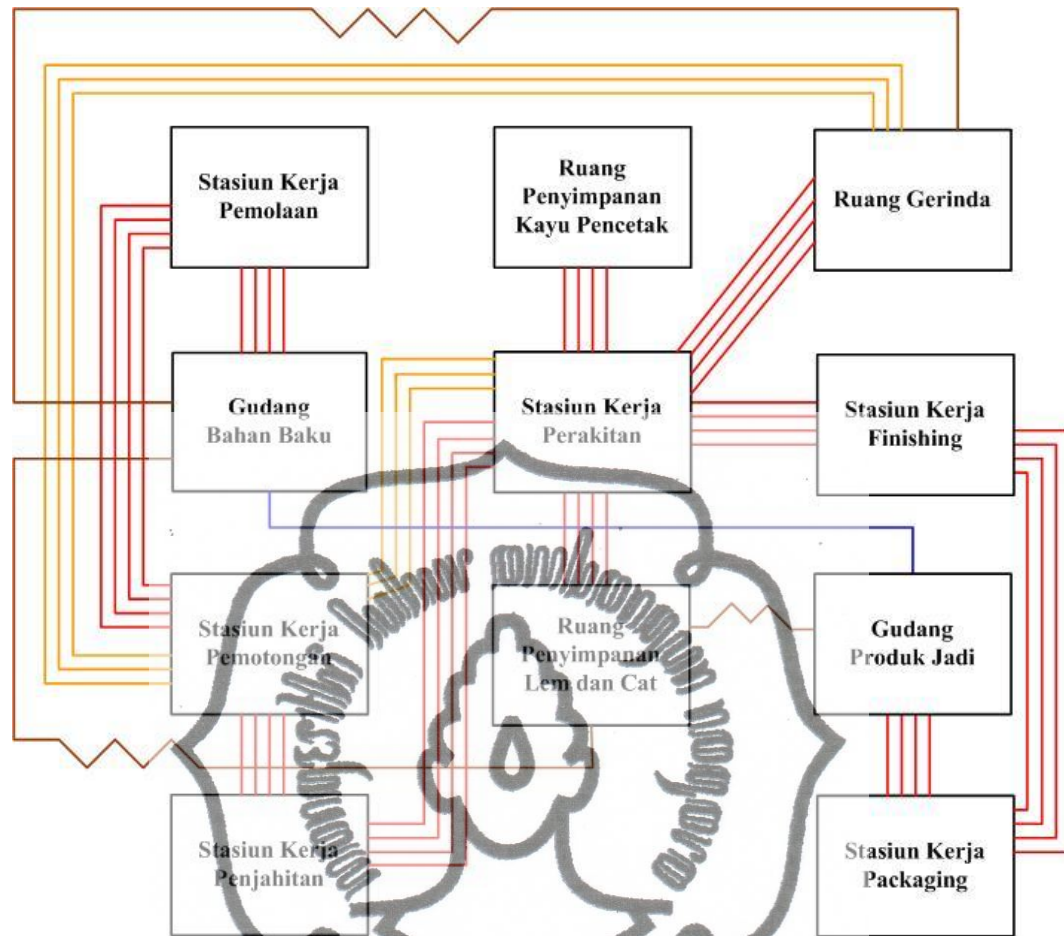 Stasiun Kerja
Pemolaan
Ruang
Penyimpanan
Kayu Pencetak
Ruang Gerinda
Gudang
Bahan Baku
Stasiun Kerja
Perakitan
Stasiun Kerja
Finishing
Stasiun Kerja
Pemotongan
Ruang
Penyimpanan
Lem dan Cat
Gudang
Produk Jadi
Stasiun Kerja
Penjahitan
Stasiun Kerja
Packaging